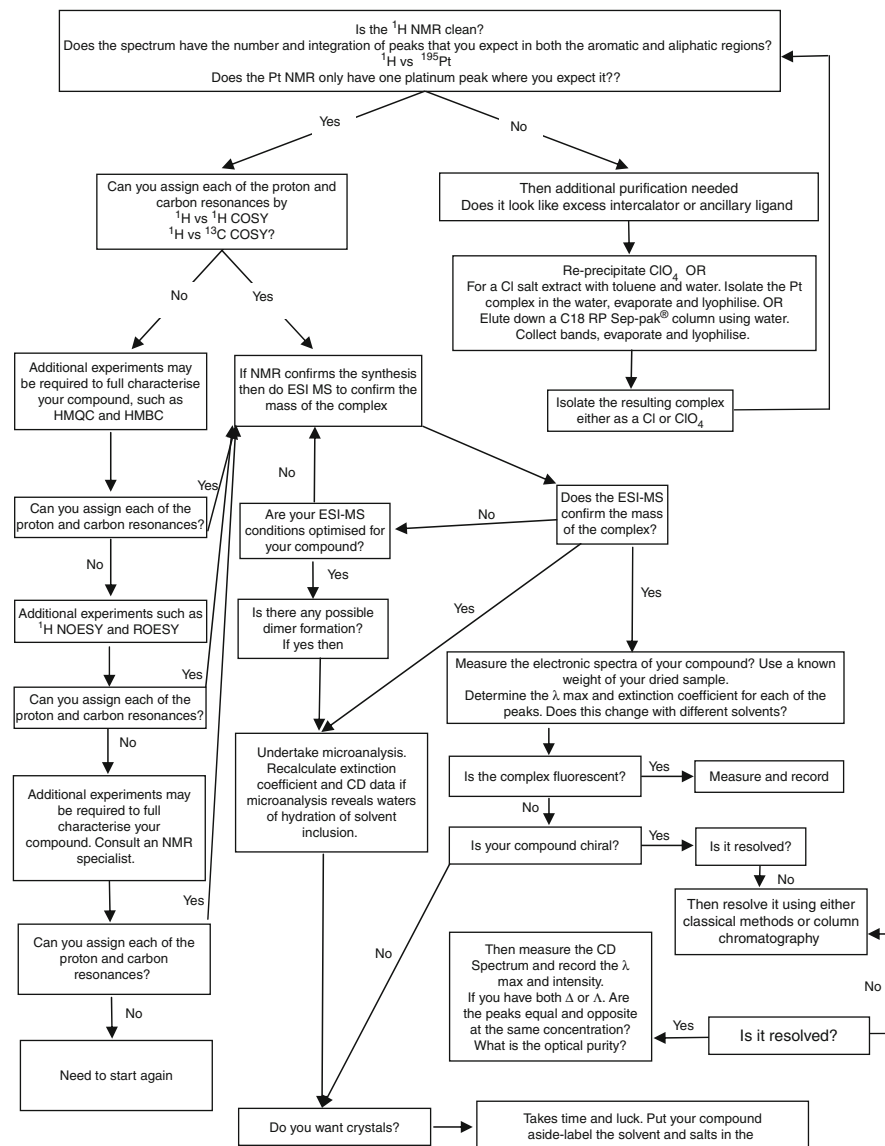 Is the ¹H NMR clean?
Does the spectrum have the number and integration of peaks that you expect in both the aromatic and aliphatic regions?
¹H vs ¹⁹⁵Pt
Does the Pt NMR only have one platinum peak where you expect it??
Yes
No
Can you assign each of the proton and
carbon resonances by
¹H vs ¹H COSY
¹H vs ¹³C COSY?
Then additional purification needed
Does it look like excess intercalator or ancillary ligand
Re-precipitate ClO₄ OR
For a Cl salt extract with toluene and water. Isolate the Pt
complex in the water, evaporate and lyophilise. OR
Elute down a C18 RP Sep-pak® column using water.
Collect bands, evaporate and lyophilise.
No
Yes
Additional experiments may
be required to full characterise
your compound, such as
HMQC and HMBC
If NMR confirms the synthesis
then do ESI MS to confirm the
mass of the complex
Isolate the resulting complex
either as a Cl or ClO₄
Yes
No
Can you assign each of the
proton and carbon resonances?
Are your ESI-MS
conditions optimised for
your compound?
No
Does the ESI-MS
confirm the mass
of the complex?
No
Yes
Additional experiments such as
¹H NOESY and ROESY
Is there any possible
dimer formation?
If yes then
Yes
Yes
Yes
Can you assign each of the
proton and carbon resonances?
Measure the electronic spectra of your compound? Use a known
weight of your dried sample.
Determine the λ max and extinction coefficient for each of the
peaks. Does this change with different solvents?
No
Undertake microanalysis.
Recalculate extinction
coefficient and CD data if
microanalysis reveals waters
of hydration of solvent
inclusion.
Is the complex fluorescent?
Yes
Measure and record
Additional experiments may
be required to full
characterise your
compound. Consult an NMR
specialist.
No
Is your compound chiral?
Yes
Is it resolved?
No
Yes
Then resolve it using either
classical methods or column
chromatography
Can you assign each of the
proton and carbon
resonances?
No
Then measure the CD
Spectrum and record the λ
max and intensity.
If you have both Δ or Λ. Are
the peaks equal and opposite
at the same concentration?
What is the optical purity?
No
Yes
Is it resolved?
No
Need to start again
Do you want crystals?
Takes time and luck. Put your compound
aside-label the solvent and salts in the